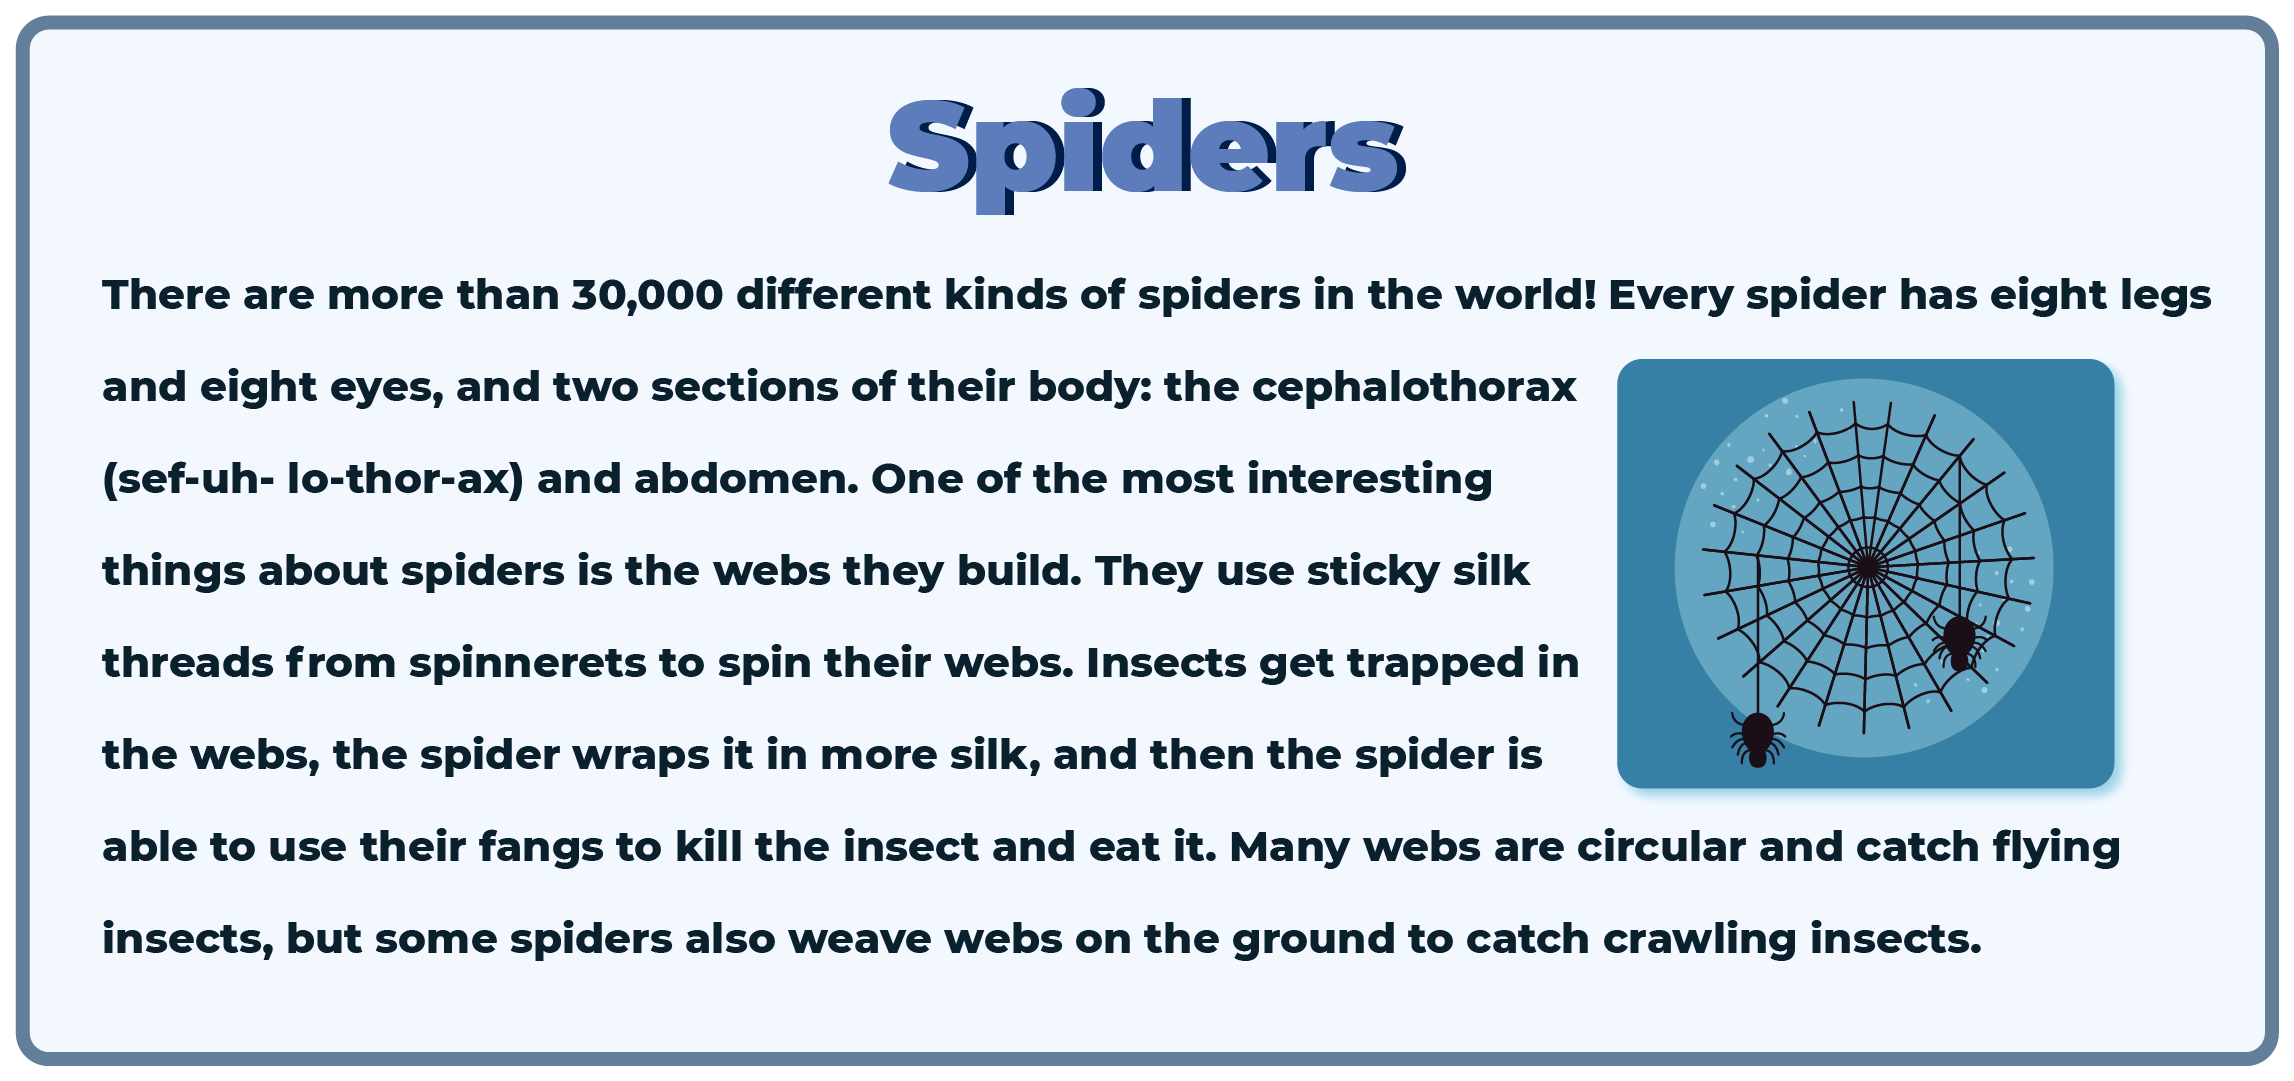 Spiders
There are more than 30,000 different kinds of spiders in the world! Every spider has eight legs
and eight eyes, and two sections of their body: the cephalothorax
(sef-uh- lo-thor-ax) and abdomen. One of the most interesting
things about spiders is the webs they build. They use sticky silk
threads from spinnerets to spin their webs. Insects get trapped in
the webs, the spider wraps it in more silk, and then the spider is
able to use their fangs to kill the insect and eat it. Many webs are circular and catch flying
insects, but some spiders also weave webs on the ground to catch crawling insects.